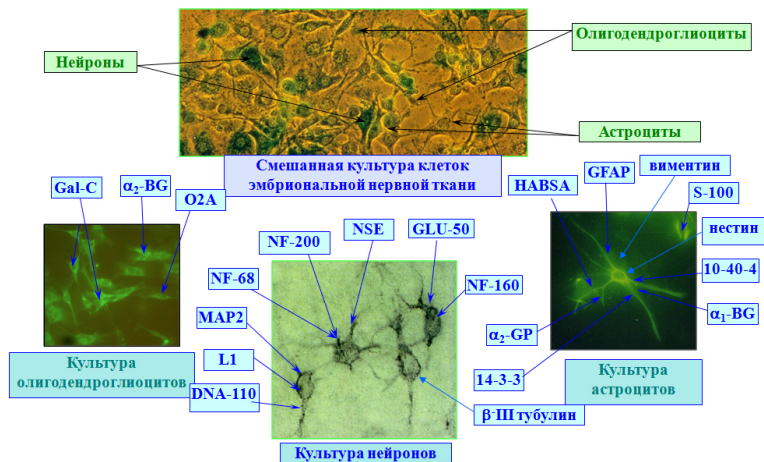 Олигодендроглиоциты
Нейроны
Астроциты
Смешанная культура клеток
эмбриональной нервной ткани
Gal-C
α₂-BG
O2A
Культура
олигодендроглиоцитов
NF-200
NSE
GLU-50
NF-68
NF-160
MAP2
L1
DNA-110
β-III тубулин
Культура нейронов
HABSA
GFAP
виментин
S-100
нестин
10-40-4
α₁-BG
α₂-GP
14-3-3
Культура
астроцитов